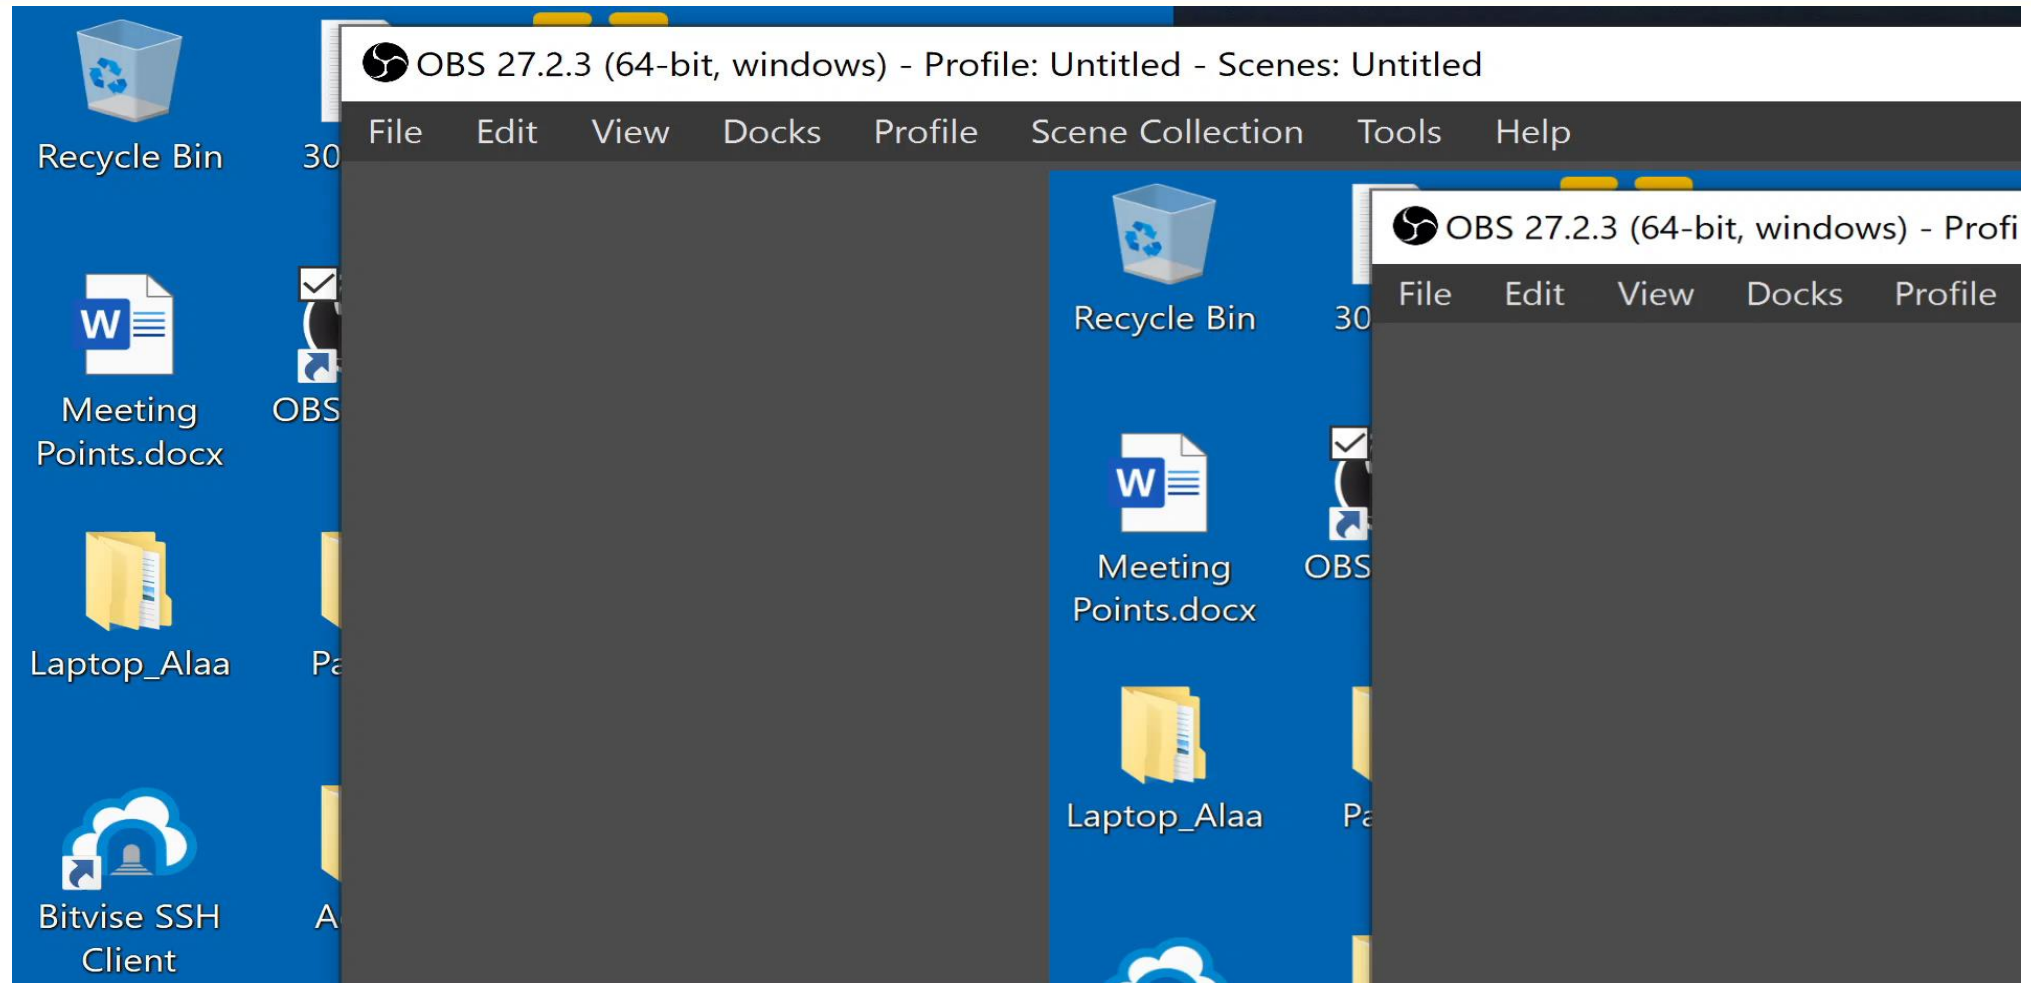 OBS 27.2.3 (64-bit, windows) - Profile: Untitled - Scenes: Untitled
File Edit View Docks Profile Scene Collection Tools Help
Recycle Bin
30
Meeting
Points.docx
OBS
Laptop_Alaa
Pa
Bitvise SSH
Client
A
OBS 27.2.3 (64-bit, windows) - Profi
File Edit View Docks Profile
Recycle Bin
30
Meeting
Points.docx
OBS
Laptop_Alaa
Pa